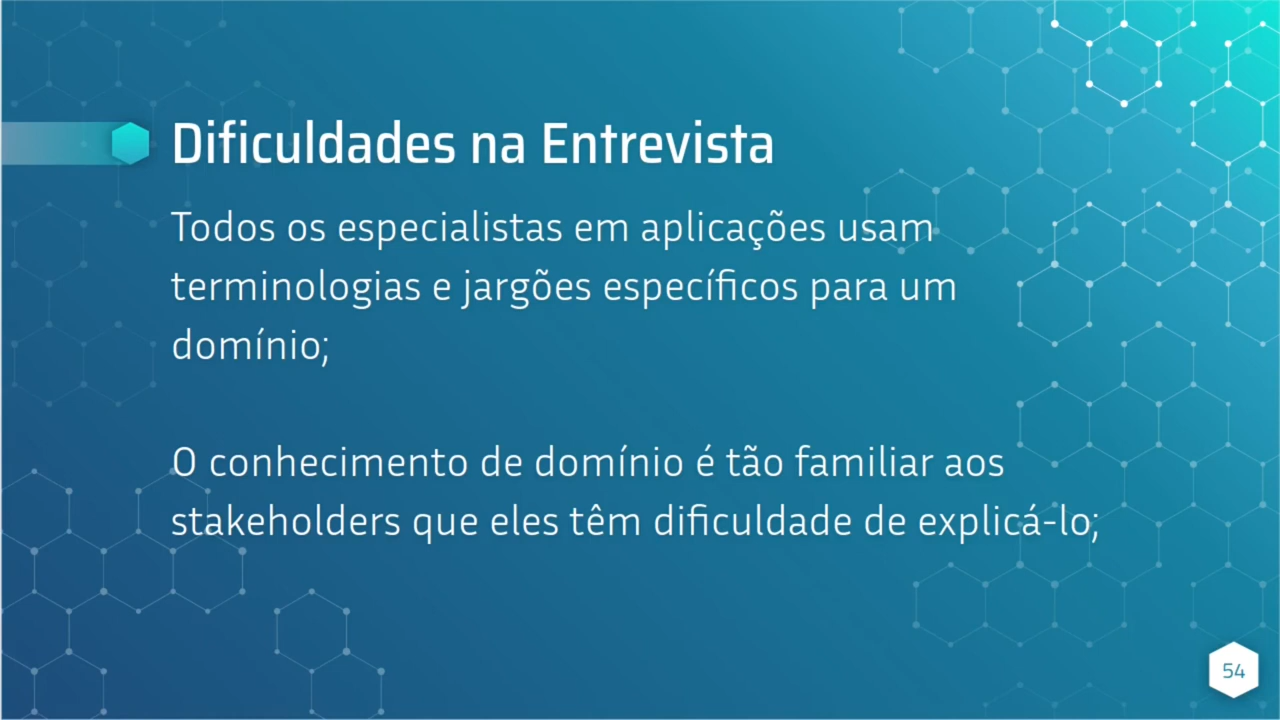 Dificuldades na Entrevista
Todos os especialistas em aplicações usam
terminologias e jargões específicos para um
domínio;
O conhecimento de domínio é tão familiar aos
stakeholders que eles têm dificuldade de explicá-lo;
54